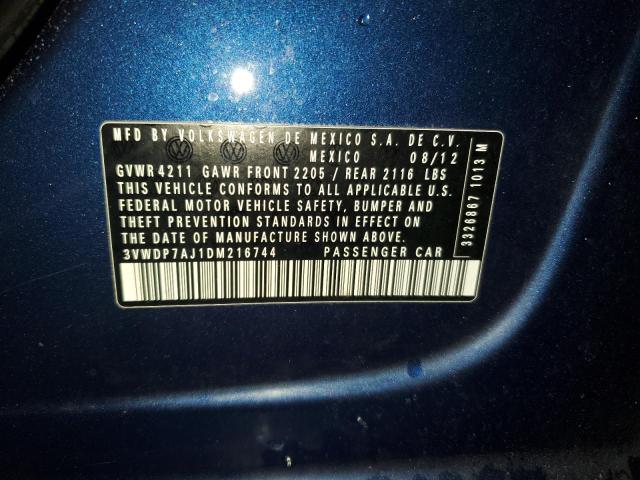 MFD BY VOLKSWAGEN DE MEXICO S.A. DE C.V.
MEXICO 08/12
GVWR 4211 GAWR FRONT 2205 / REAR 2116 LBS
THIS VEHICLE CONFORMS TO ALL APPLICABLE U.S.
FEDERAL MOTOR VEHICLE SAFETY, BUMPER AND
THEFT PREVENTION STANDARDS IN EFFECT ON
THE DATE OF MANUFACTURE SHOWN ABOVE.
3VWDP7AJ1DM216744 PASSENGER CAR
3326867 1013 M